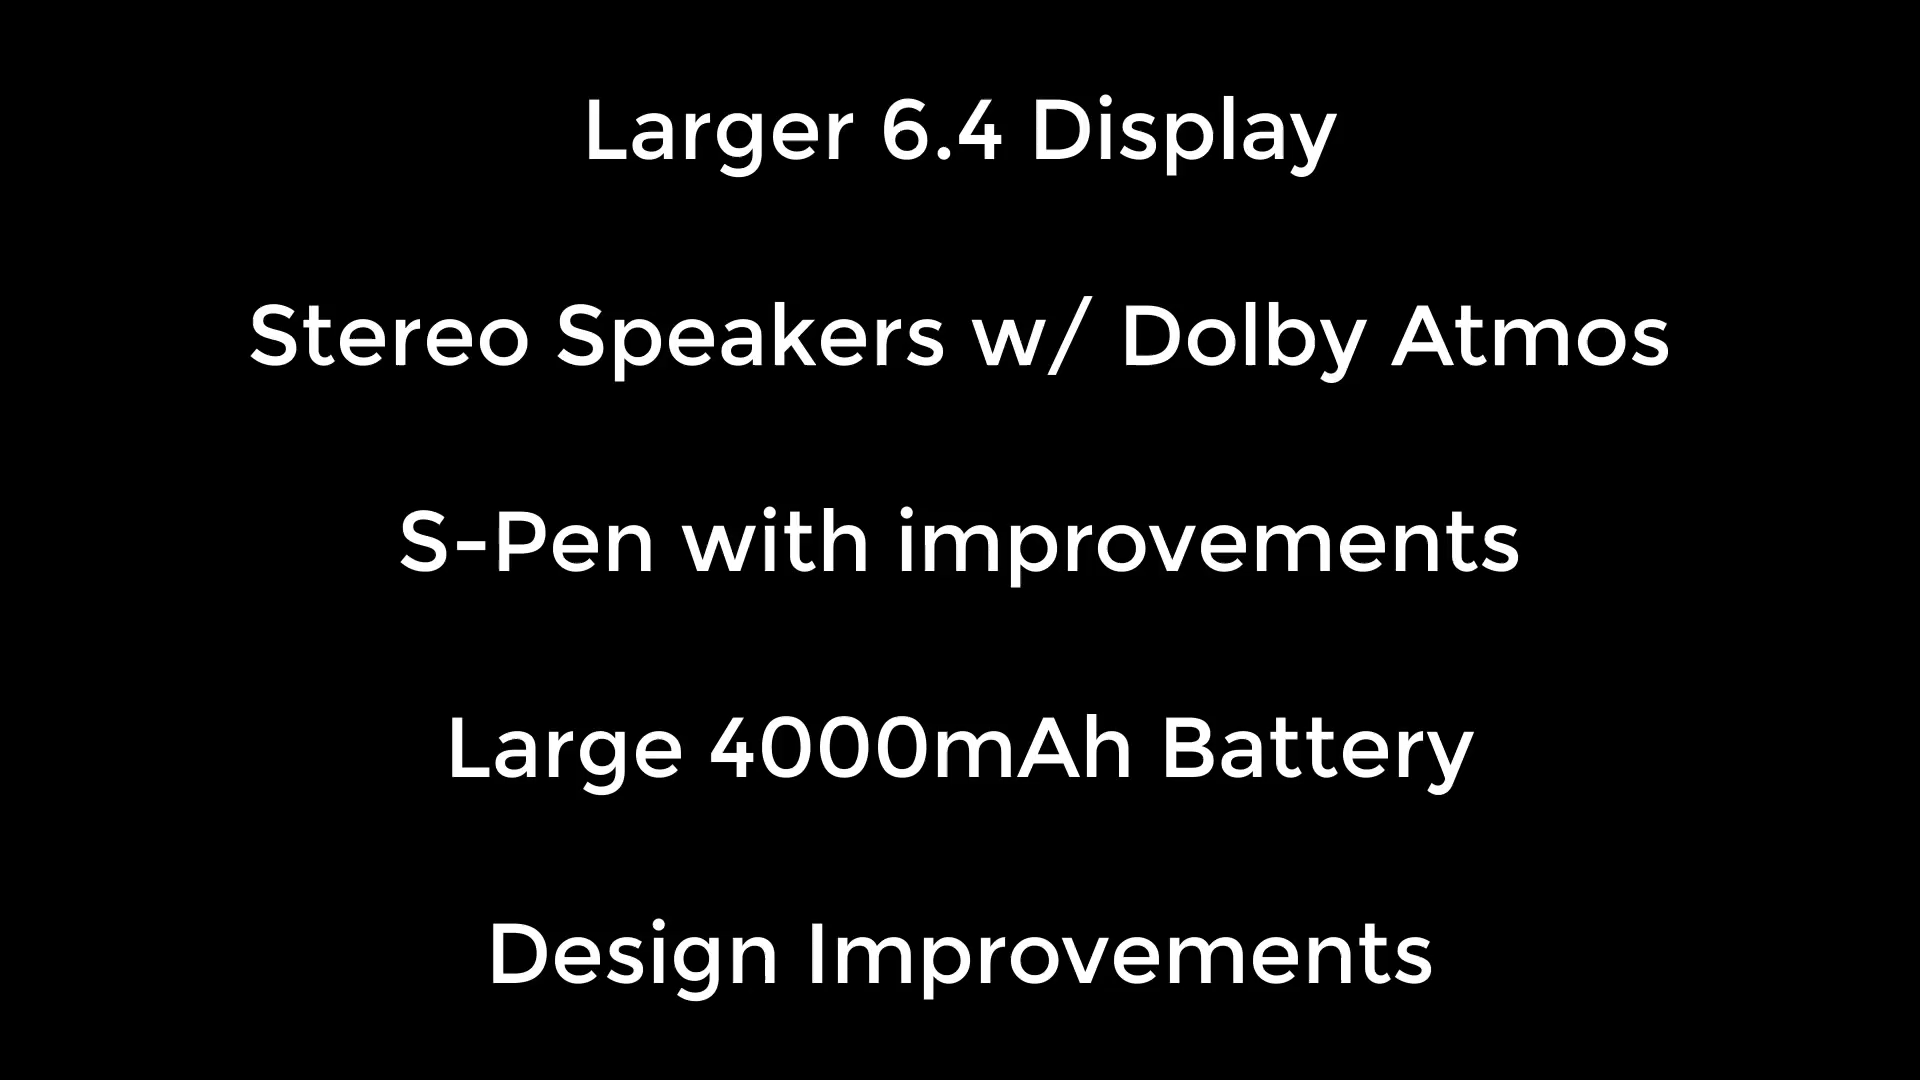 Larger 6.4 Display
Stereo Speakers w/ Dolby Atmos
S-Pen with improvements
Large 4000mAh Battery
Design Improvements